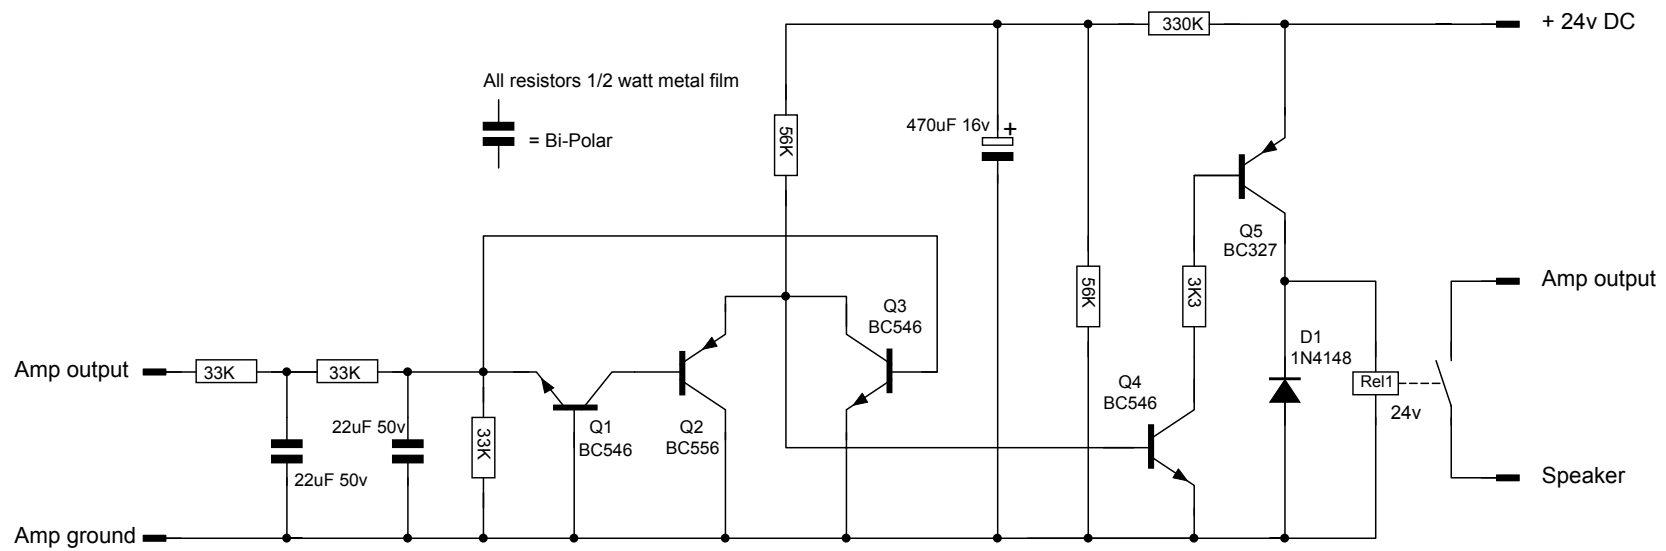 + 24v DC
330K
All resistors 1/2 watt metal film
= Bi-Polar
56K
470uF 16v
+
Q5
BC327
56K
3K3
Amp output
Q3
BC546
D1
1N4148
Amp output
33K
33K
Q4
BC546
Rel1
24v
22uF 50v
33K
Q1
BC546
Q2
BC556
22uF 50v
Speaker
Amp ground